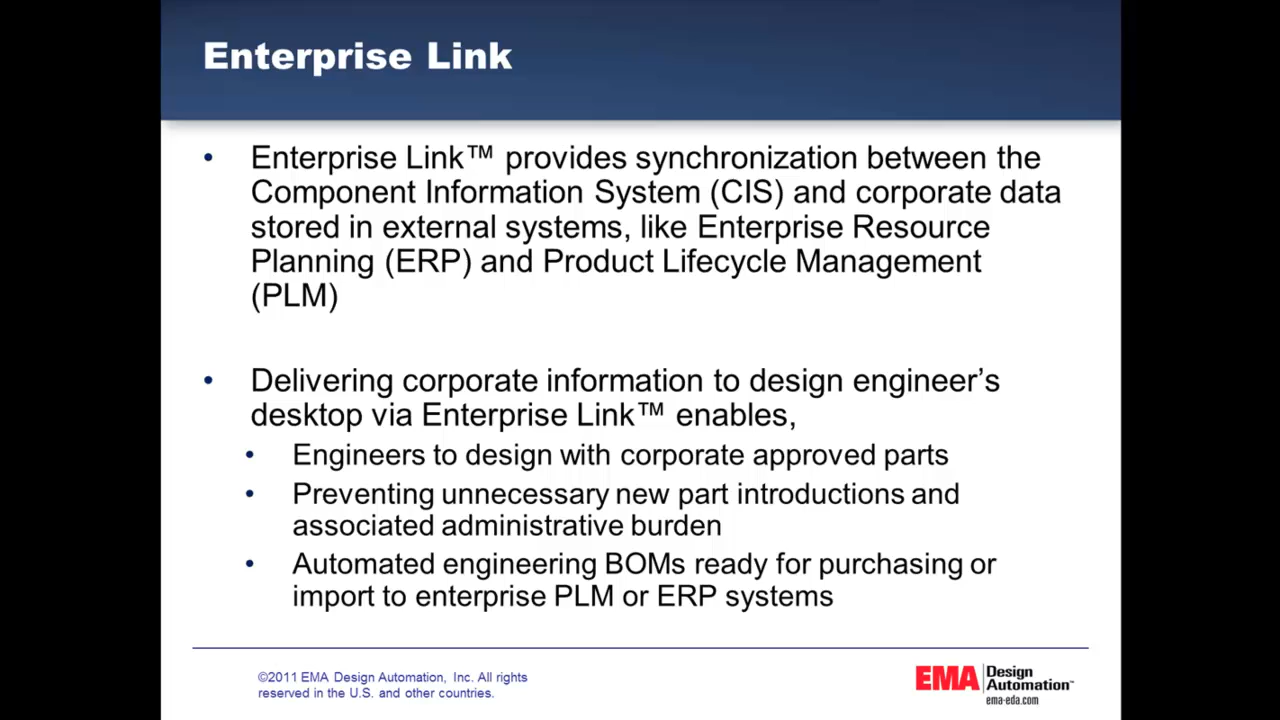 Enterprise Link
• Enterprise Link™ provides synchronization between the
Component Information System (CIS) and corporate data
stored in external systems, like Enterprise Resource
Planning (ERP) and Product Lifecycle Management
(PLM)
• Delivering corporate information to design engineer’s
desktop via Enterprise Link™ enables,
• Engineers to design with corporate approved parts
• Preventing unnecessary new part introductions and
associated administrative burden
• Automated engineering BOMs ready for purchasing or
import to enterprise PLM or ERP systems
©2011 EMA Design Automation, Inc. All rights
reserved in the U.S. and other countries.
EMA Design
Automation™
ema-eda.com